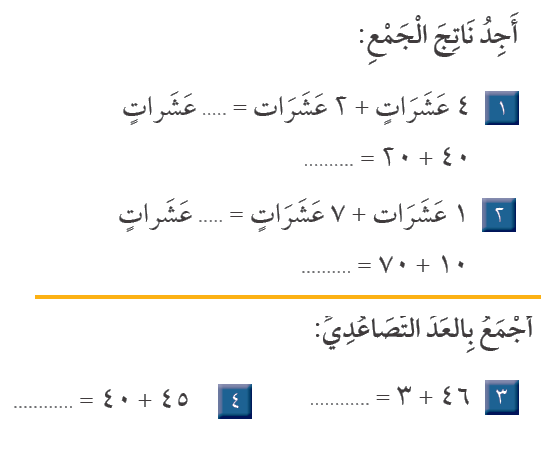 أَجِدُ نَاتِجَ الْجَمْعِ:
١ ٤ عَشَرَاتٍ + ٢ عَشَرَات = ..... عَشَراتٍ
٤٠ + ٢٠ = ..........
٢ ١ عَشَرَات + ٧ عَشَرَاتٍ = ..... عَشَراتٍ
١٠ + ٧٠ = ..........
أَجْمَعُ بِالعَدِّ التَّصَاعُدِيِّ:
٣ ٤٦ + ٣ = ............ ٤ ٤٥ + ٤٠ = ............